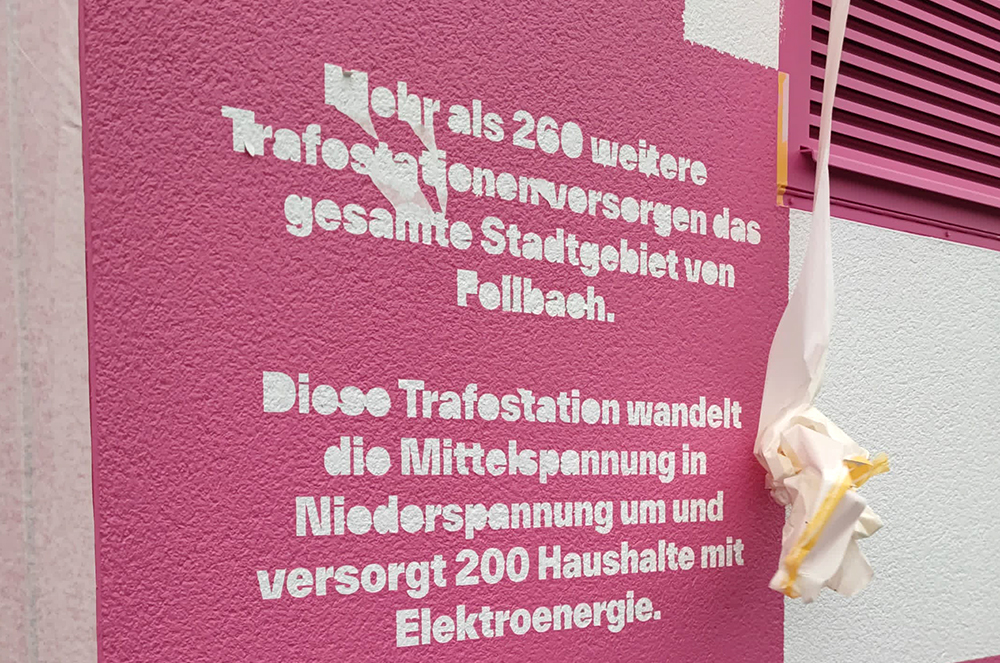 Mehr als 260 weitere
Trafostationen versorgen das
gesamte Stadtgebiet von
Follbach.
Diese Trafostation wandelt
die Mittelspannung in
Niederspannung um und
versorgt 200 Haushalte mit
Elektroenergie.